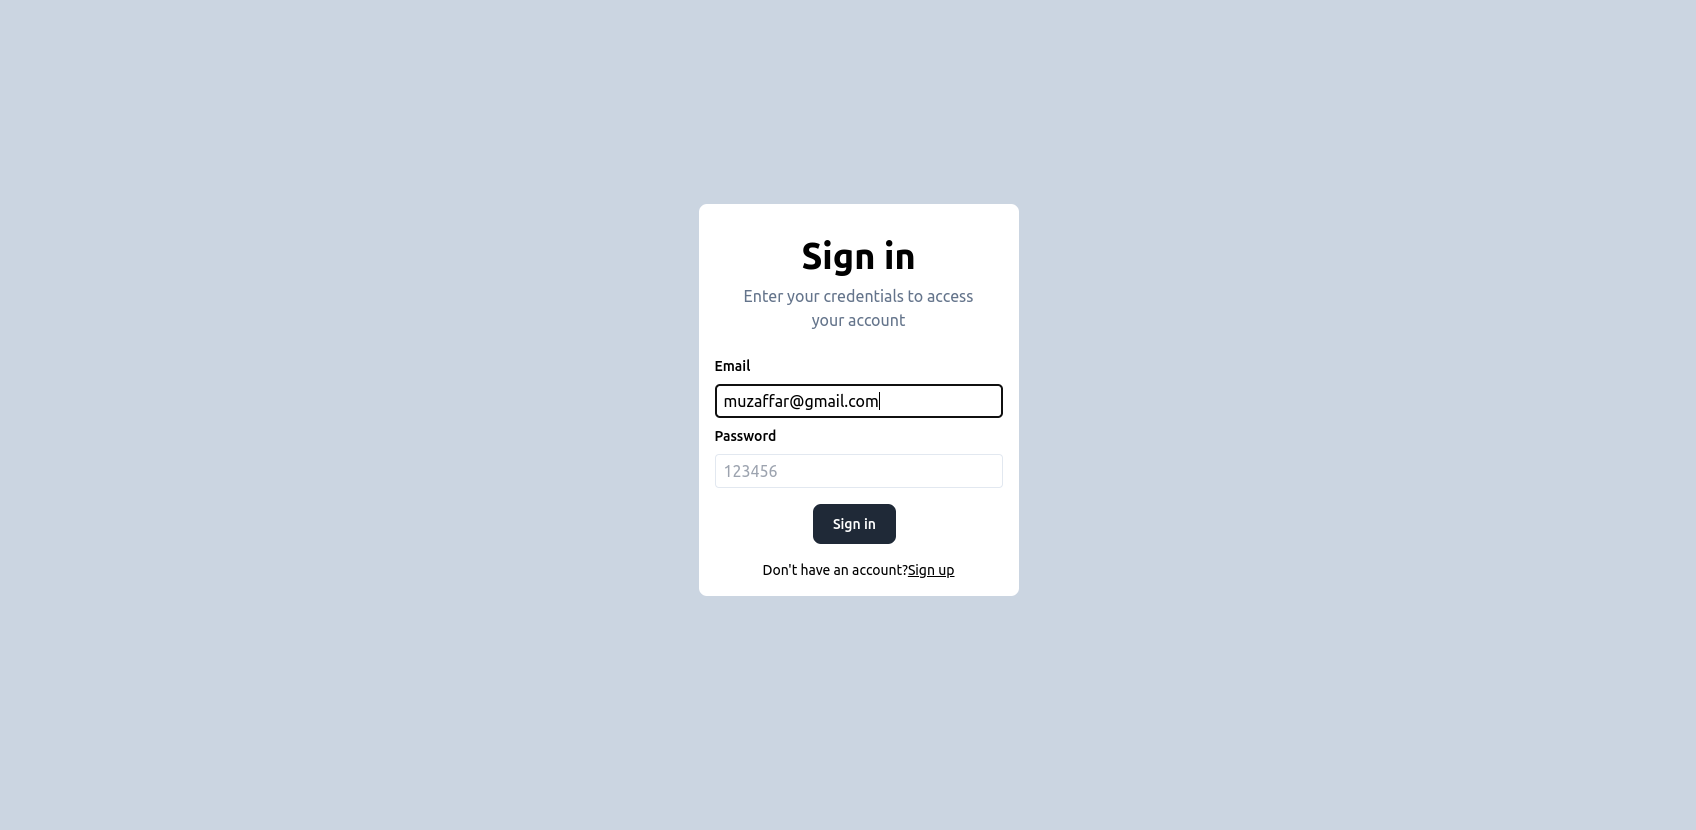 Sign in
Enter your credentials to access
your account
Email
muzaffar@gmail.com
Password
123456
Sign in
Don't have an account?Sign up